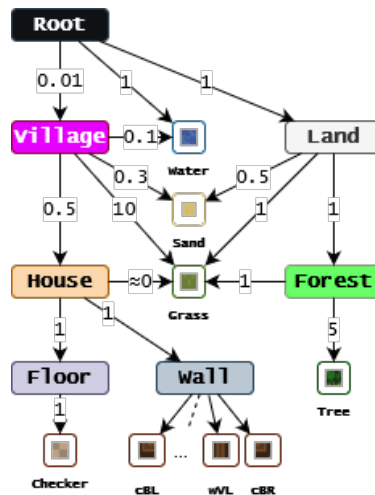 Root
0.01
1
1
Village
0.1
Land
Water
0.3
0.5
0.5
10
1
1
Sand
House
≈0
1
Forest
Grass
1
1
5
Floor
Wall
1
Tree
...
Checker
cBL
wVL
cBR